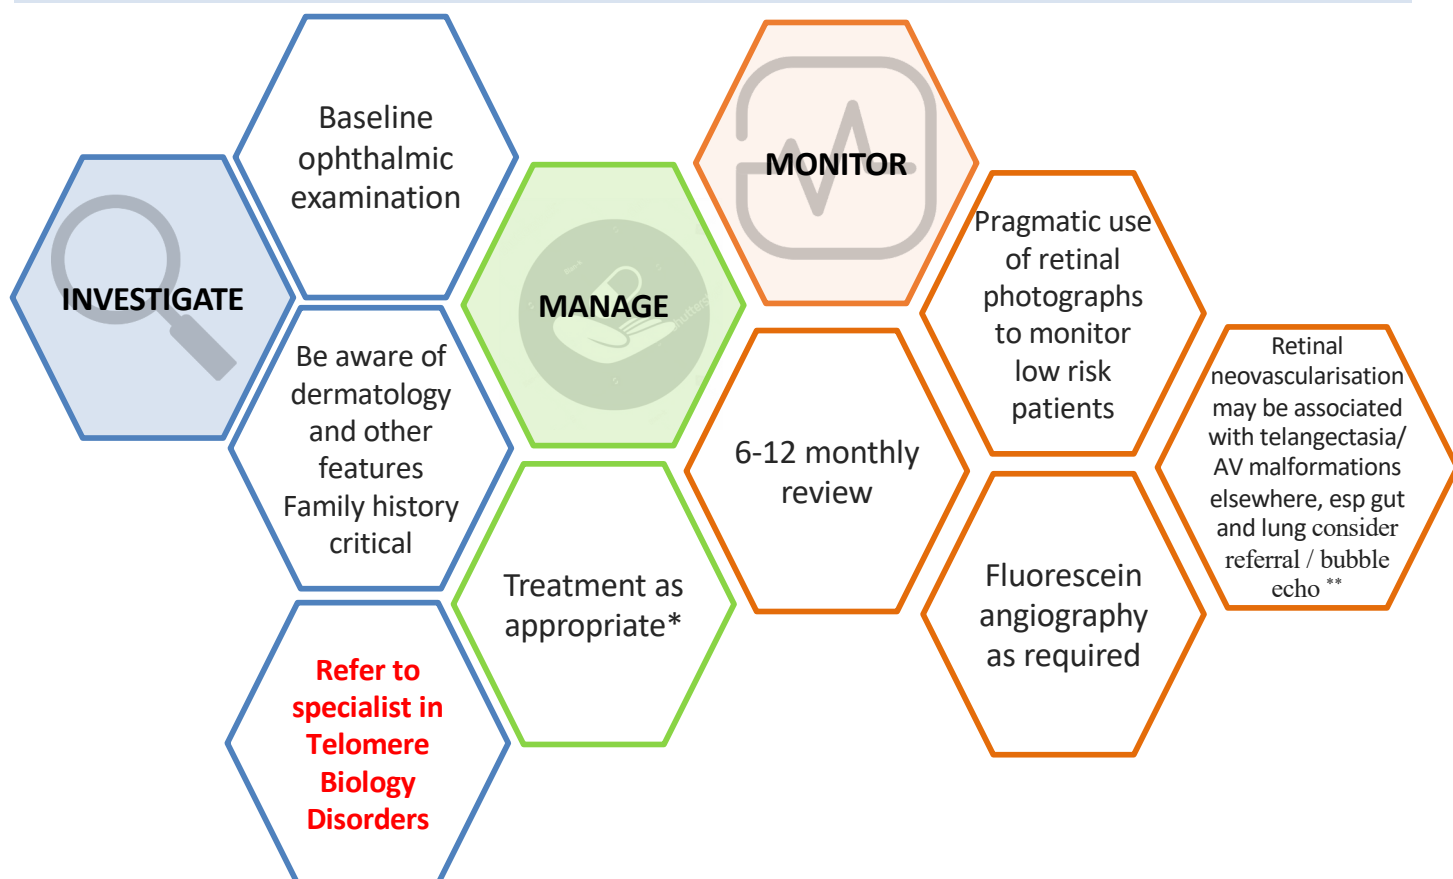 INVESTIGATE
Baseline
ophthalmic
examination
Be aware of
dermatology
and other
features
Family history
critical
Refer to
specialist in
Telomere
Biology
Disorders
MANAGE
Treatment as
appropriate*
MONITOR
6-12 monthly
review
Pragmatic use
of retinal
photographs
to monitor
low risk
patients
Fluorescein
angiography
as required
Retinal
neovascularisation
may be associated
with telangectasia/
AV malformations
elsewhere, esp gut
and lung consider
referral / bubble
echo **